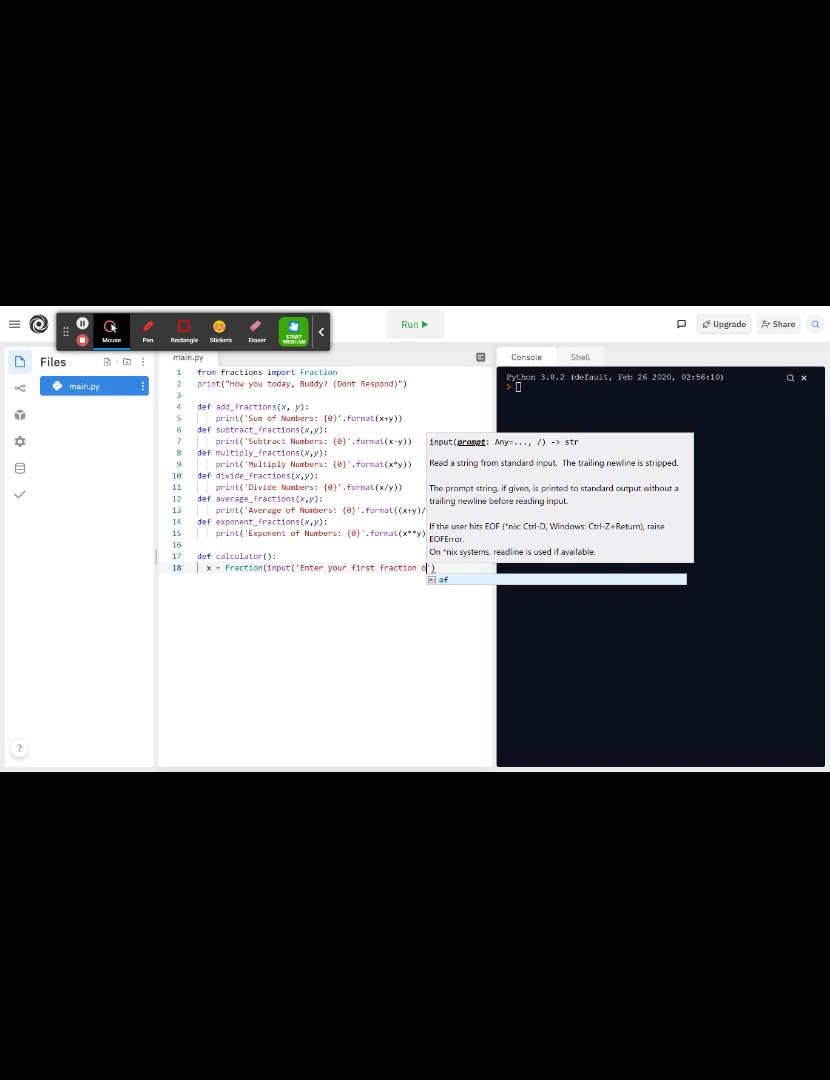 Mouse
Pen
Rectangle
Stickers
Eraser
START
WEBCAM
Run
Upgrade
Share
Files
main.py
main.py
1 from fractions import Fraction
2 print("How you today, Buddy? (Dont Respond)")
3
4 def add_fractions(x, y):
5 print('Sum of Numbers: {0}'.format(x+y))
6 def subtract_fractions(x,y):
7 print('Subtract Numbers: {0}'.format(x-y))
8 def multiply_fractions(x,y):
9 print('Multiply Numbers: {0}'.format(x*y))
10 def divide_fractions(x,y):
11 print('Divide Numbers: {0}'.format(x/y))
12 def average_fractions(x,y):
13 print('Average of Numbers: {0}'.format((x+y)/
14 def exponent_fractions(x,y):
15 print('Exponent of Numbers: {0}'.format(x**y)
16
17 def calculator():
18 x = Fraction(input('Enter your first fraction o')
input(prompt: Any=..., /) -> str
Read a string from standard input. The trailing newline is stripped.
The prompt string, if given, is printed to standard output without a
trailing newline before reading input.
If the user hits EOF (*nix: Ctrl-D, Windows: Ctrl-Z+Return), raise
EOFError.
On *nix systems, readline is used if available.
of
Console
Shell
Python 3.8.2 (default, Feb 26 2020, 02:56:10)
>
?